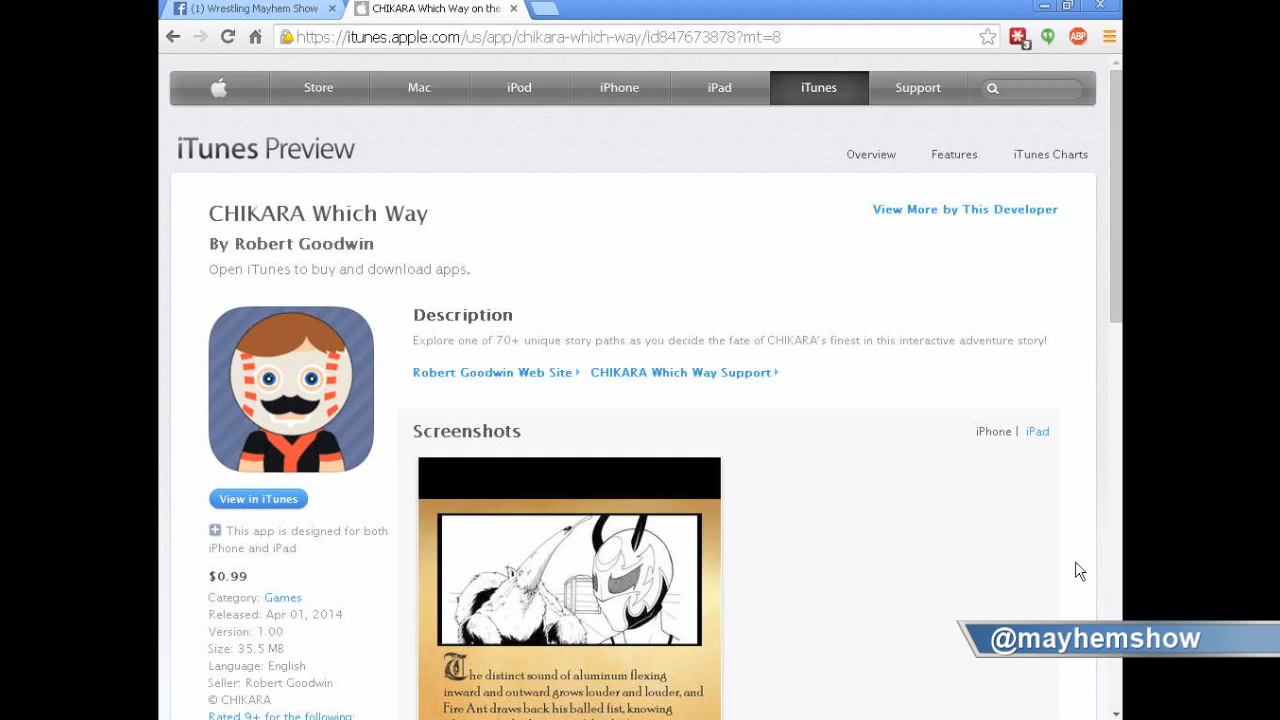 (1) Wrestling Mayhem Show
CHIKARA Which Way on the
https://itunes.apple.com/us/app/chikara-which-way/id847673878?mt=8
3
ABP
Store
Mac
iPod
iPhone
iPad
iTunes
Support
iTunes Preview
Overview
Features
iTunes Charts
CHIKARA Which Way
View More by This Developer
By Robert Goodwin
Open iTunes to buy and download apps.
Description
Explore one of 70+ unique story paths as you decide the fate of CHIKARA's finest in this interactive adventure story!
Robert Goodwin Web Site
CHIKARA Which Way Support
Screenshots
iPhone | iPad
View in iTunes
This app is designed for both
iPhone and iPad
$0.99
Category: Games
Released: Apr 01, 2014
Version: 1.00
Size: 35.5 MB
Language: English
Seller: Robert Goodwin
© CHIKARA
Rated 9+ for the following:
The distinct sound of aluminum flexing
inward and outward grows louder and louder, and
Fire Ant draws back his balled fist, knowing
@mayhemshow